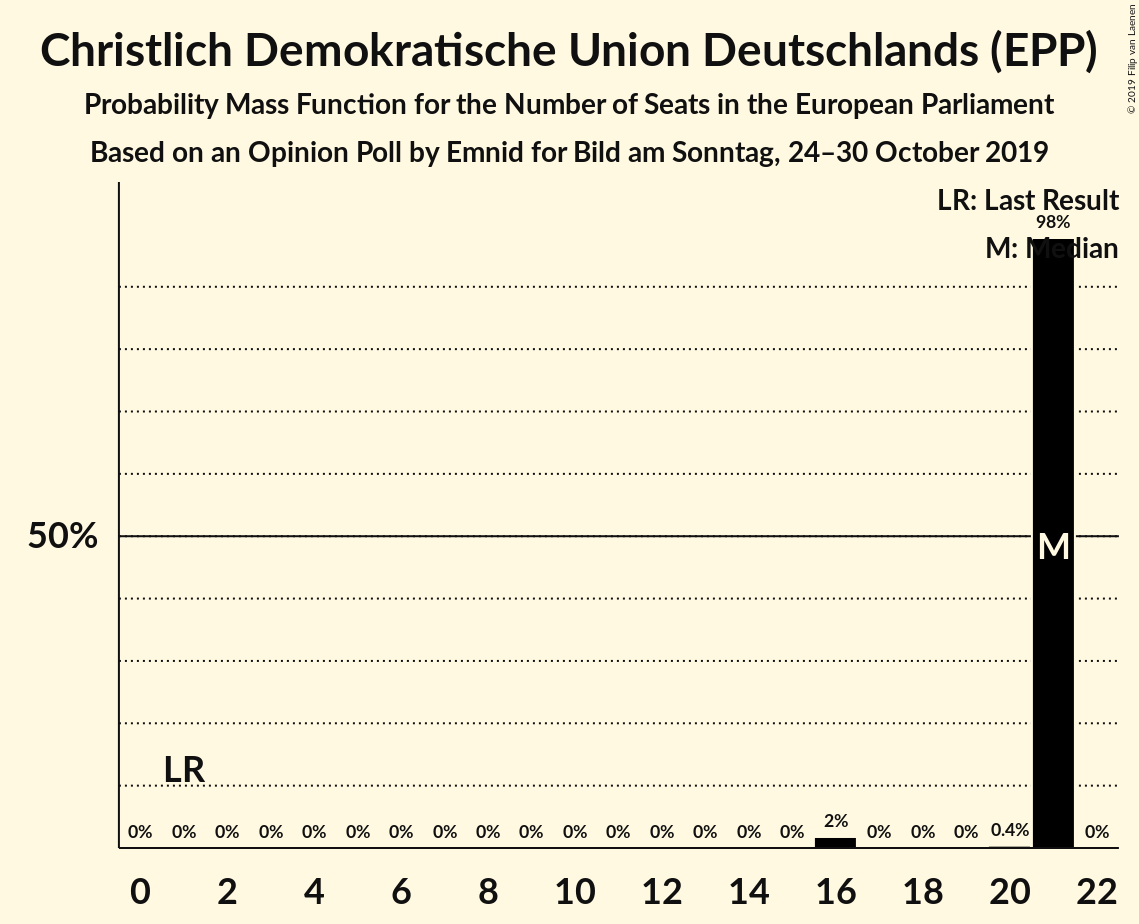 Christlich Demokratische Union Deutschlands (EPP)
Probability Mass Function for the Number of Seats in the European Parliament
Based on an Opinion Poll by Emnid for Bild am Sonntag, 24–30 October 2019
© 2019 Filip van Laenen
LR: Last Result
98%
M: Median
50%
M
LR
0% 0% 0% 0% 0% 0% 0% 0% 0% 0% 0% 0% 0% 0% 0% 0% 2% 0% 0% 0% 0.4% 0%
0 2 4 6 8 10 12 14 16 18 20 22